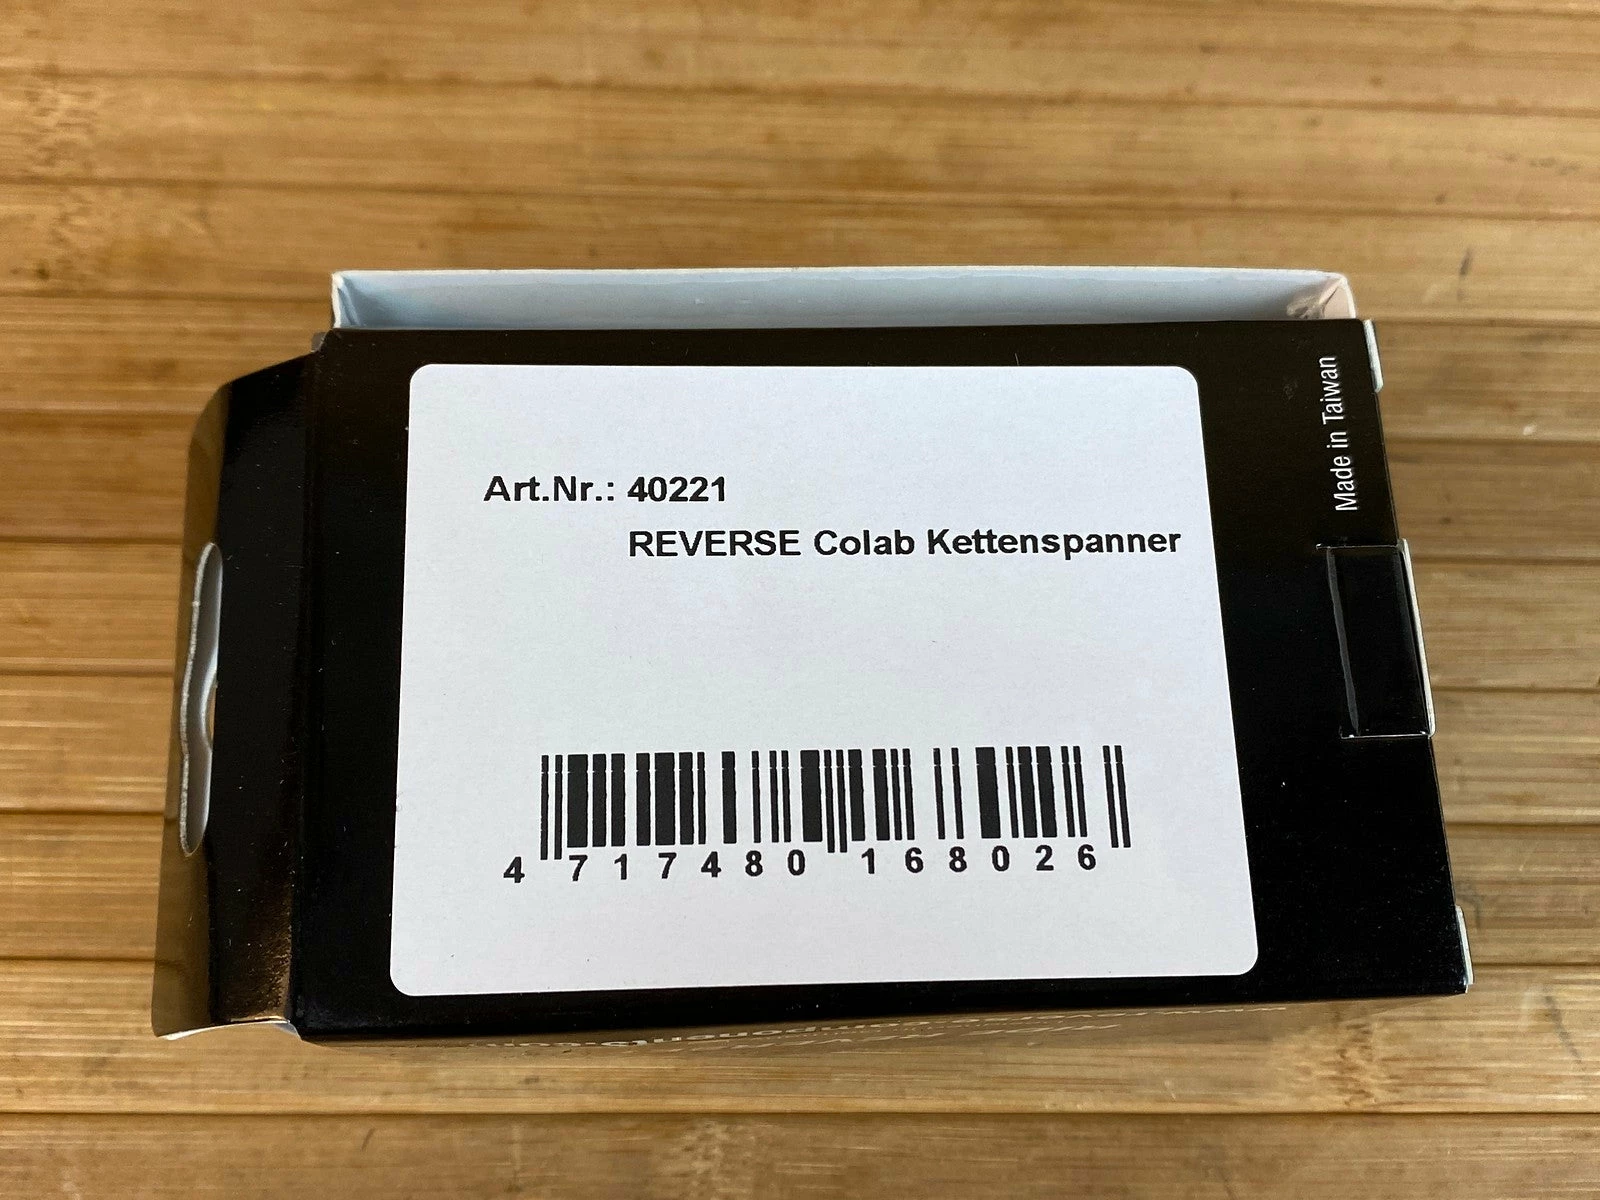 Art.Nr.: 40221
REVERSE Colab Kettenspanner
4 717480 168026
Made in Taiwan